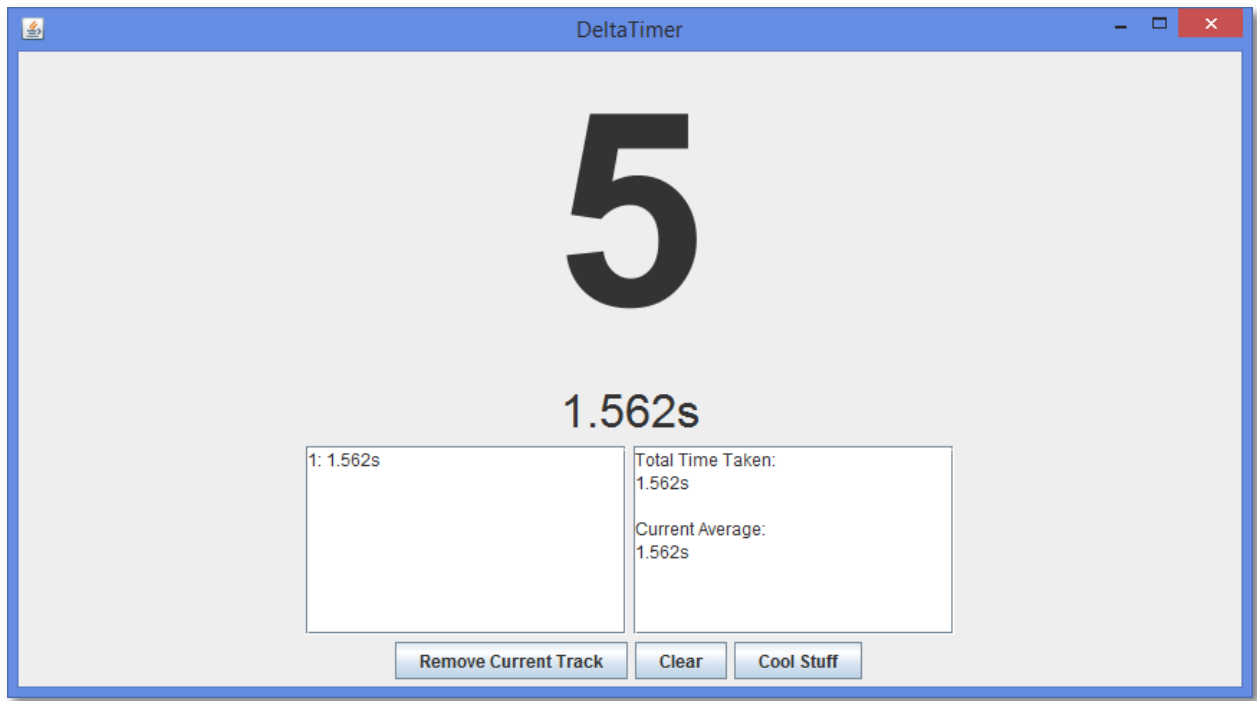 DeltaTimer
5
1.562s
1: 1.562s
Total Time Taken:
1.562s
Current Average:
1.562s
Remove Current Track
Clear
Cool Stuff